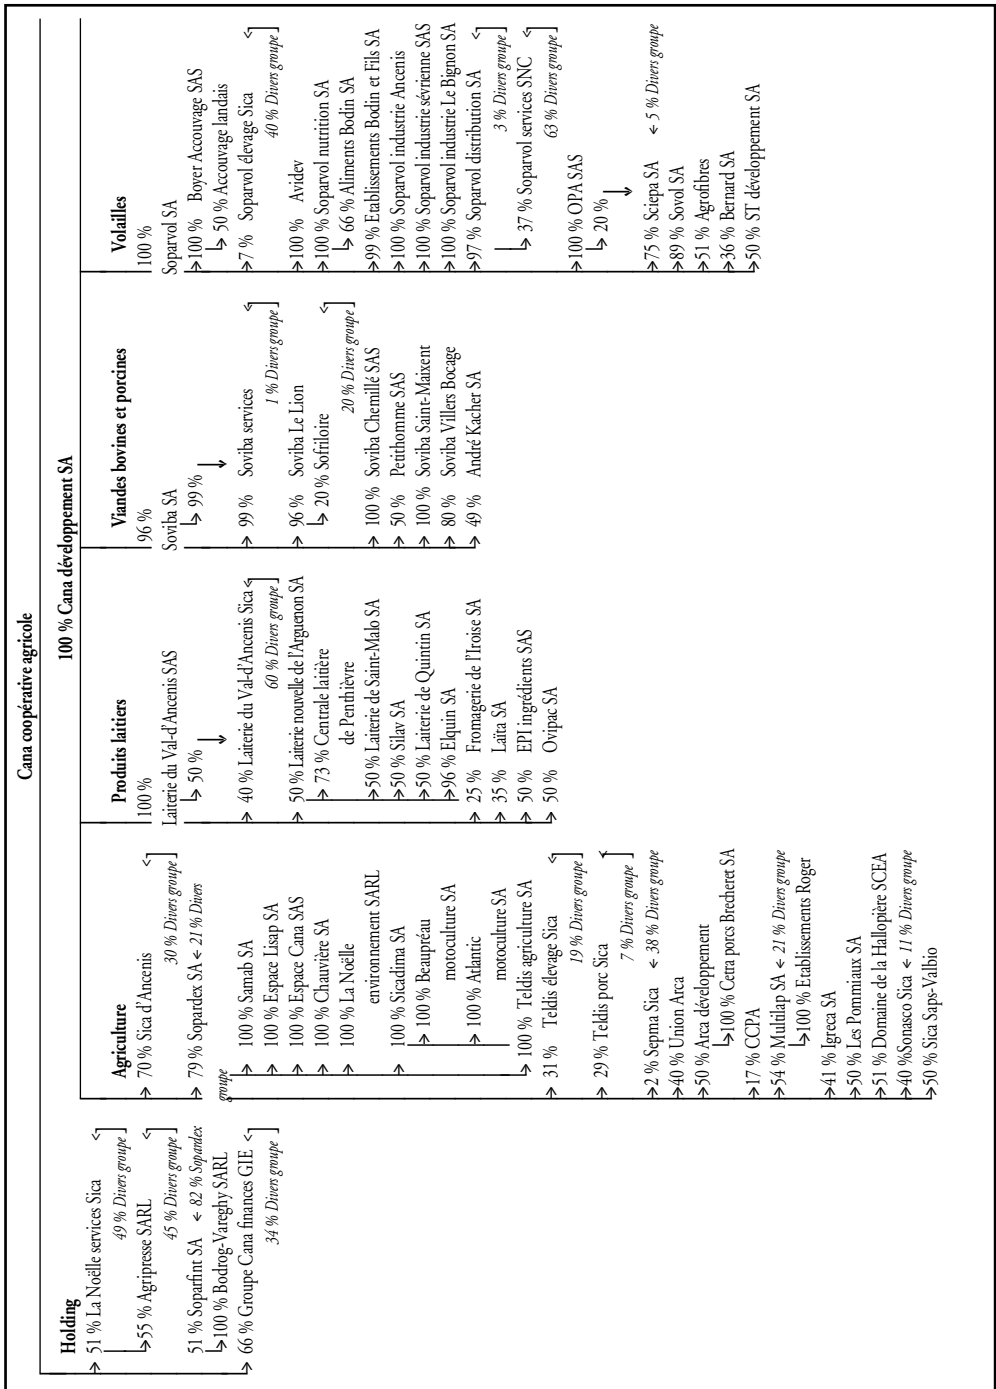 Cana coopérative agricole
100 % Cana développement SA
Holding
51 % La Noëlle services Sica
49 % Divers groupe
55 % Agripresse SARL
45 % Divers groupe
51 % Soparfint SA ← 82 % Sopardex
100 % Bodrog-Vareghy SARL
66 % Groupe Cana finances GIE
34 % Divers groupe
Agriculture
70 % Sica d'Ancenis
30 % Divers groupe
79 % Sopardex SA ← 21% Divers
groupe
100 % Samab SA
100 % Espace Lisap SA
100 % Espace Cana SAS
100 % Chauvière SA
100 % La Noëlle
environnement SARL
100 % Sicadima SA
100 % Beaupréau
motoculture SA
100 % Atlantic
motoculture SA
100 % Teldis agriculture SA
31 % Teldis élevage Sica
19 % Divers groupe
29 % Teldis porc Sica
7 % Divers groupe
2 % Sepma Sica ← 38 % Divers groupe
40 % Union Arca
50 % Arca développement
100 % Cetra porcs Brecheret SA
17 % CCPA
54 % Multilap SA ← 21 % Divers groupe
100 % Etablissements Roger
41 % Igreca SA
50 % Les Pommiaux SA
51 % Domaine de la Halopière SCEA
40 %Sonasco Sica ← 11 % Divers groupe
50 % Sica Saps-Valbio
Produits laitiers
100 %
Laiterie du Val-d'Ancenis SAS
50 %
40 % Laiterie du Val-d'Ancenis Sica
60 % Divers groupe
50 % Laiterie nouvelle de l'Arguenon SA
73 % Centrale laitière
de Penthièvre
50 % Laiterie de Saint-Malo SA
50 % Silav SA
50 % Laiterie de Quintin SA
96 % Elquin SA
25 % Fromagerie de l'Iroise SA
35 % Laïta SA
50 % EPI ingrédients SAS
50 % Ovipac SA
Viandes bovines et porcines
96 %
Soviba SA
99 %
99 % Soviba services
1 % Divers groupe
96 % Soviba Le Lion
20 % Sofriloire
20 % Divers groupe
100 % Soviba Chemillé SAS
50 % Petithomme SAS
100 % Soviba Saint-Maixent
80 % Soviba Villers Bocage
49 % André Kacher SA
Volailles
100 %
Soparvol SA
100 % Boyer Accouvage SAS
50 % Accouvage landais
7 % Soparvol élevage Sica
40 % Divers groupe
100 % Avidev
100 % Soparvol nutrition SA
66 % Aliments Bodin SA
99 % Etablissements Bodin et Fils SA
100 % Soparvol industrie Ancenis
100 % Soparvol industrie sévrienne SAS
100 % Soparvol industrie Le Bignon SA
97 % Soparvol distribution SA
3 % Divers groupe
37 % Soparvol services SNC
63 % Divers groupe
100 % OPA SAS
20 %
75 % Sciepa SA ← 5 % Divers groupe
89 % Sovol SA
51 % Agrofibres
36 % Bernard SA
50 % ST développement SA